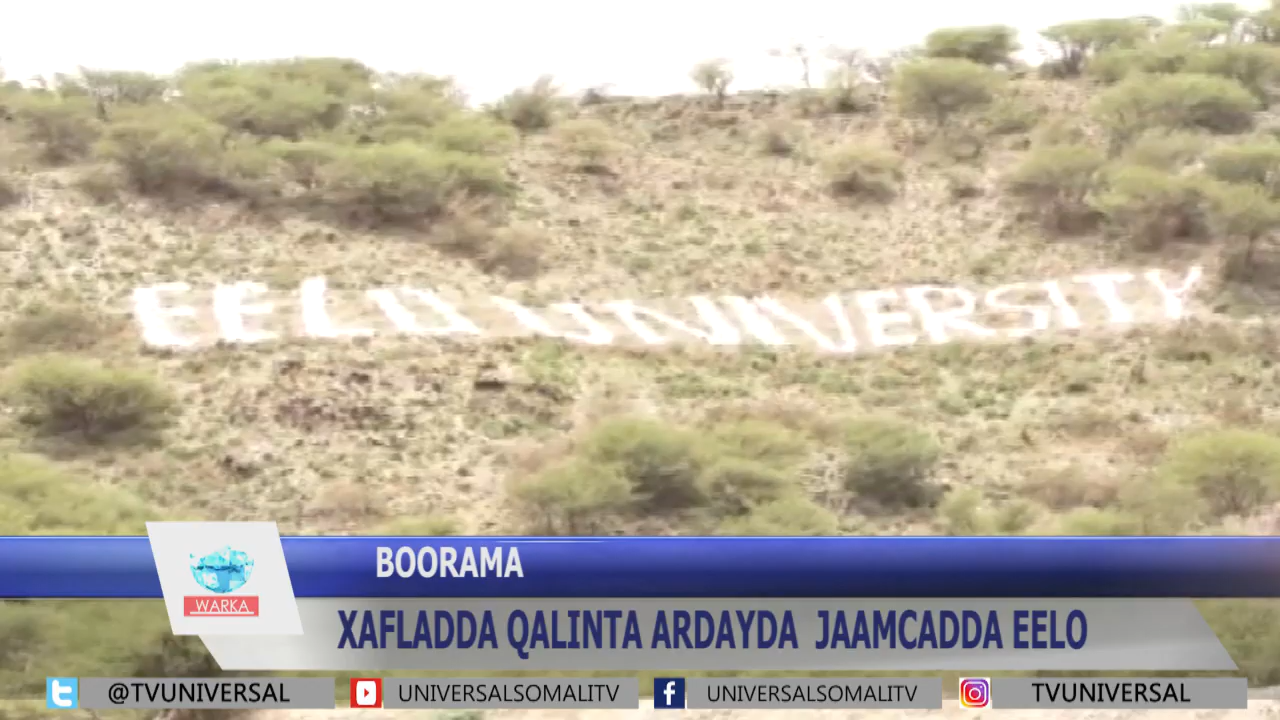 EELO UNIVERSITY
BOORAMA
WARKA
XAFLADDA QALINTA ARDAYDA JAAMCADDA EELO
@TVUNIVERSAL
UNIVERSALSOMALITV
UNIVERSALSOMALITV
TVUNIVERSAL